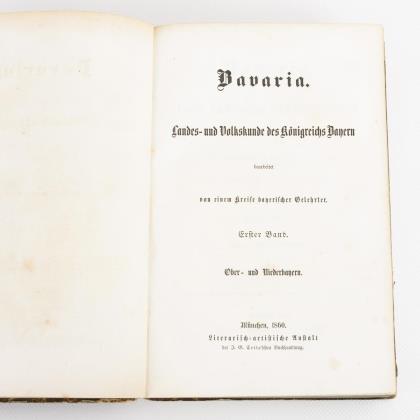 Bavaria.
Landes- und Volkskunde des Königreichs Bayern
bearbeitet
von einem Kreise bayerischer Gelehrter.
Erster Band.
Ober- und Niederbayern.
München, 1860.
Literarisch-artistische Anstalt
der J. G. Cotta'schen Buchhandlung.